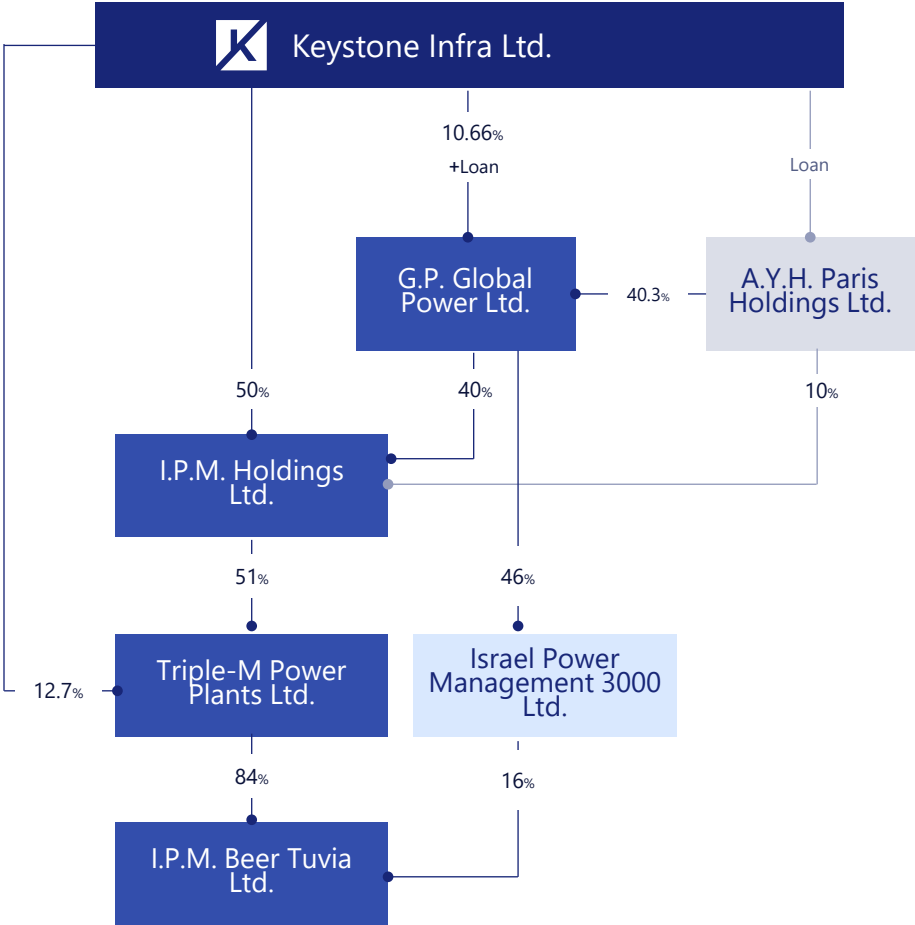 Keystone Infra Ltd.
10.66%
+Loan
Loan
G.P. Global
Power Ltd.
40.3%
A.Y.H. Paris
Holdings Ltd.
50%
40%
10%
I.P.M. Holdings
Ltd.
51%
46%
Triple-M Power
Plants Ltd.
Israel Power
Management 3000
Ltd.
12.7%
84%
16%
I.P.M. Beer Tuvia
Ltd.